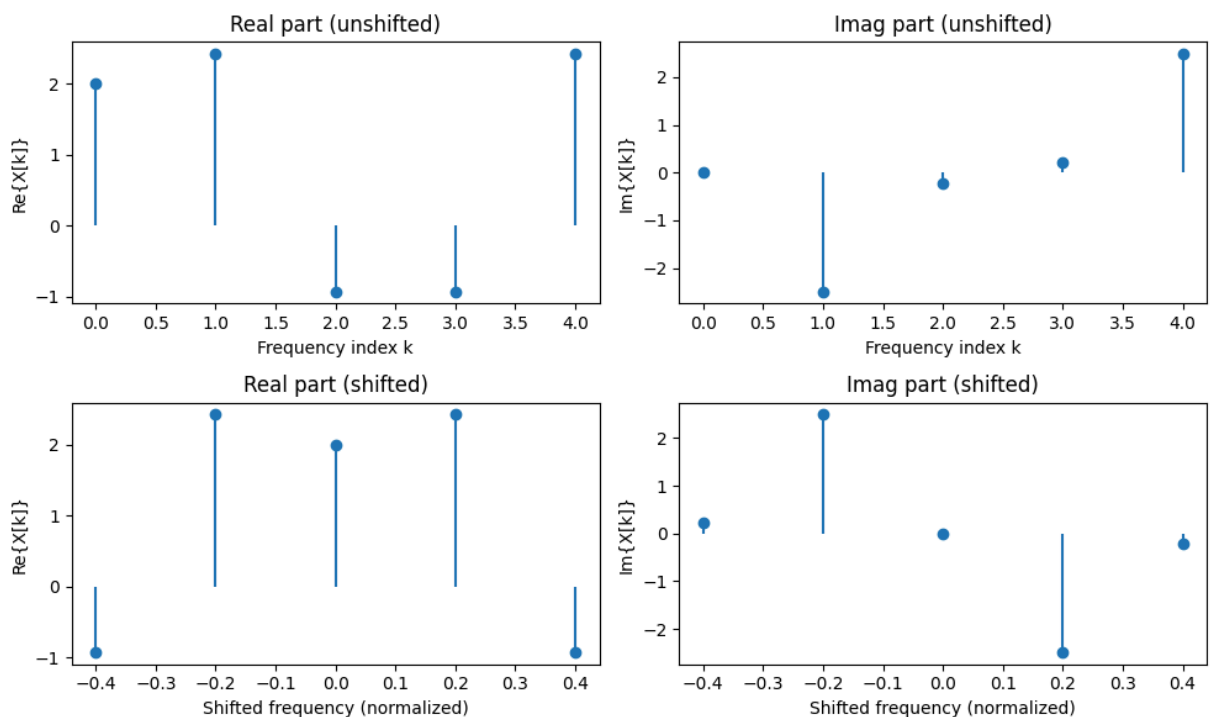 Real part (unshifted)
Re{X[k]}
2
1
0
−1
0.0 0.5 1.0 1.5 2.0 2.5 3.0 3.5 4.0
Frequency index k
Imag part (unshifted)
Im{X[k]}
2
1
0
−1
−2
0.0 0.5 1.0 1.5 2.0 2.5 3.0 3.5 4.0
Frequency index k
Real part (shifted)
Re{X[k]}
2
1
0
−1
−0.4 −0.3 −0.2 −0.1 0.0 0.1 0.2 0.3 0.4
Shifted frequency (normalized)
Imag part (shifted)
Im{X[k]}
2
1
0
−1
−2
−0.4 −0.3 −0.2 −0.1 0.0 0.1 0.2 0.3 0.4
Shifted frequency (normalized)